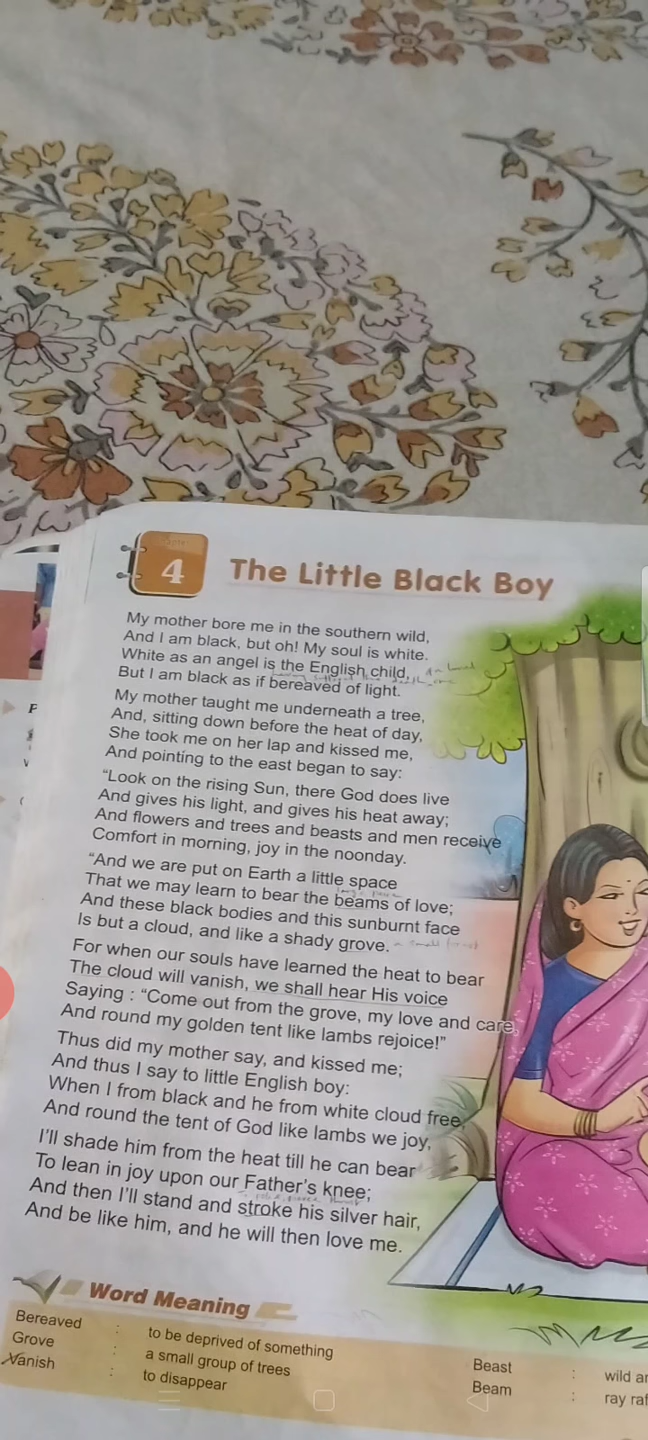 4
The Little Black Boy
My mother bore me in the southern wild,
And I am black, but oh! My soul is white.
White as an angel is the English child,
But I am black as if bereaved of light.
My mother taught me underneath a tree,
And, sitting down before the heat of day,
She took me on her lap and kissed me,
And pointing to the east began to say:
“Look on the rising Sun, there God does live
And gives his light, and gives his heat away;
And flowers and trees and beasts and men receive
Comfort in morning, joy in the noonday.
“And we are put on Earth a little space
That we may learn to bear the beams of love;
And these black bodies and this sunburnt face
Is but a cloud, and like a shady grove.
a small forest
For when our souls have learned the heat to bear
The cloud will vanish, we shall hear His voice
Saying : “Come out from the grove, my love and care,
And round my golden tent like lambs rejoice!”
Thus did my mother say, and kissed me;
And thus I say to little English boy:
When I from black and he from white cloud free,
And round the tent of God like lambs we joy,
I’ll shade him from the heat till he can bear
To lean in joy upon our Father’s knee;
And then I’ll stand and stroke his silver hair,
And be like him, and he will then love me.
Word Meaning
Bereaved : to be deprived of something
Grove : a small group of trees
Vanish : to disappear
Beast : wild
Beam : ray